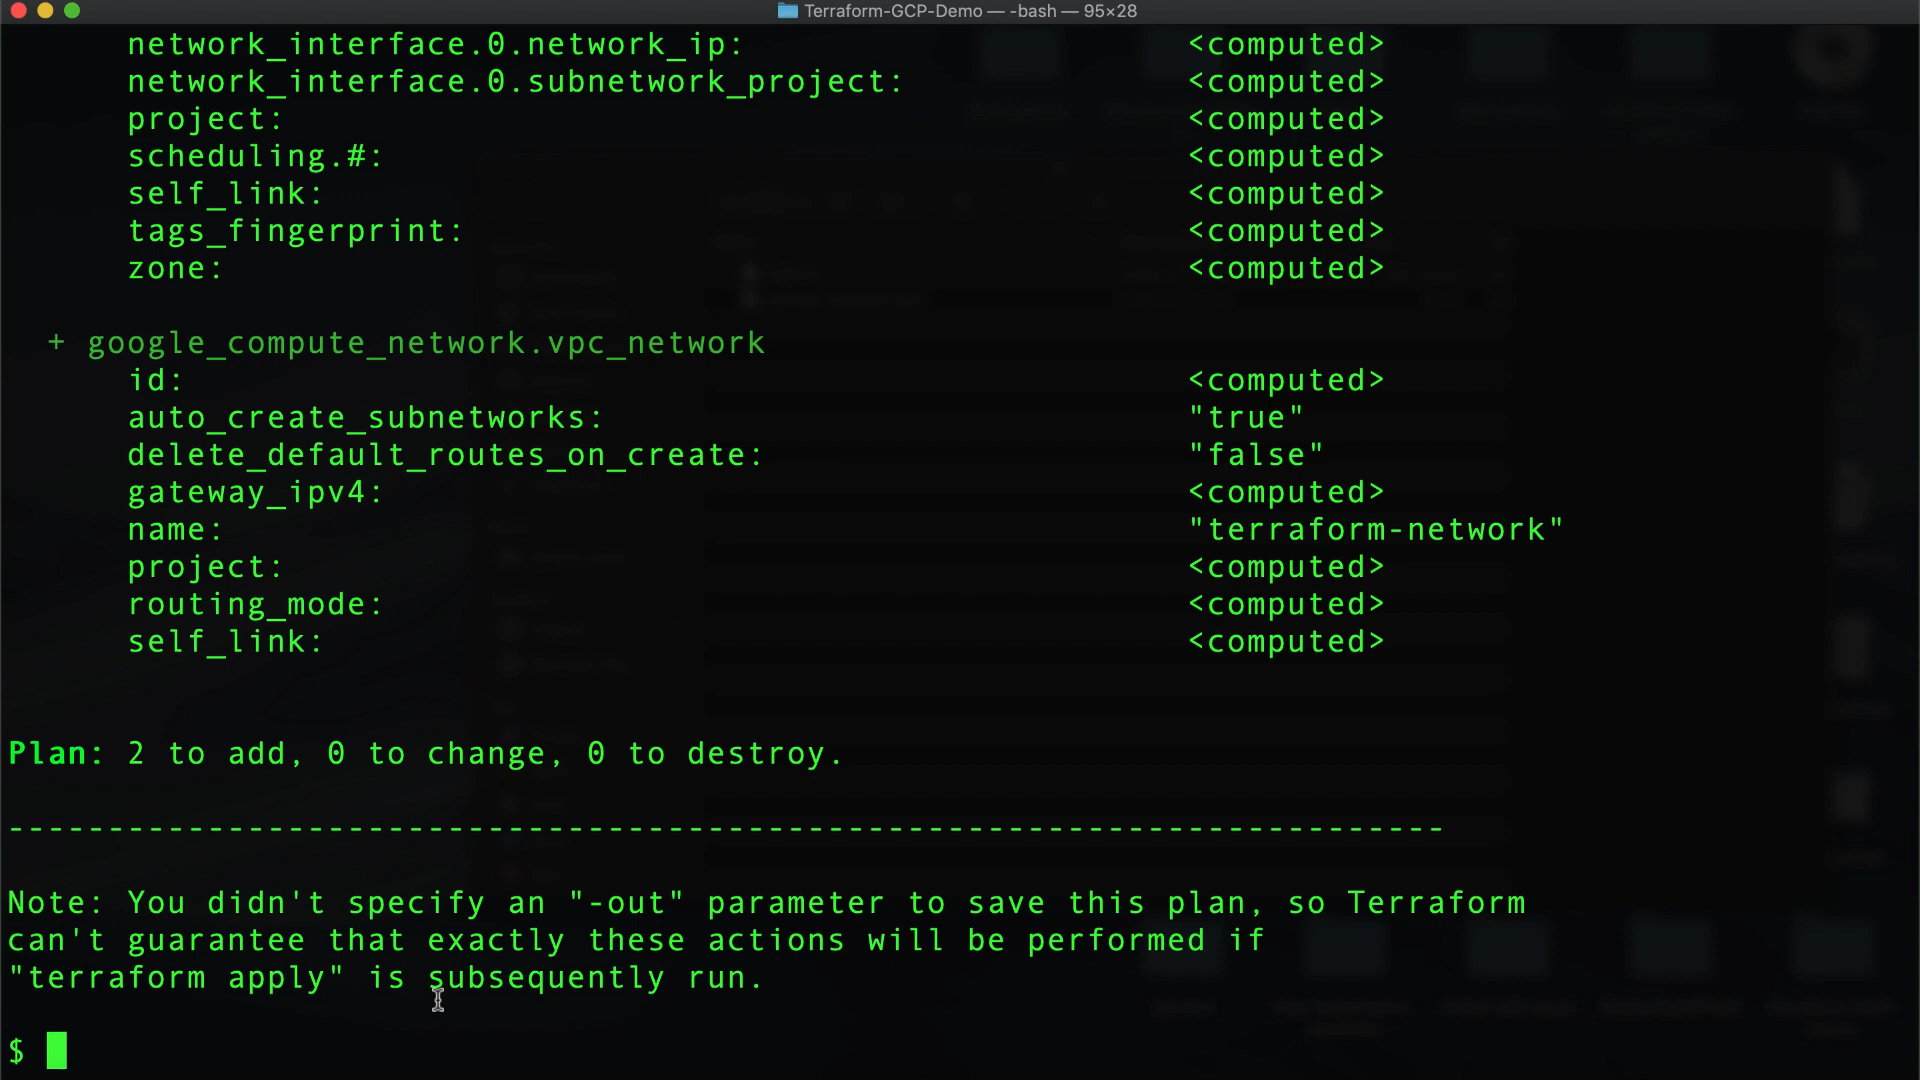 Terraform-GCP-Demo — -bash — 95×28
network_interface.0.network_ip: <computed>
network_interface.0.subnetwork_project: <computed>
project: <computed>
scheduling.#: <computed>
self_link: <computed>
tags_fingerprint: <computed>
zone: <computed>
+ google_compute_network.vpc_network
id: <computed>
auto_create_subnetworks: "true"
delete_default_routes_on_create: "false"
gateway_ipv4: <computed>
name: "terraform-network"
project: <computed>
routing_mode: <computed>
self_link: <computed>
Plan: 2 to add, 0 to change, 0 to destroy.
------------------------------------------------------------------------
Note: You didn't specify an "-out" parameter to save this plan, so Terraform
can't guarantee that exactly these actions will be performed if
"terraform apply" is subsequently run.
$